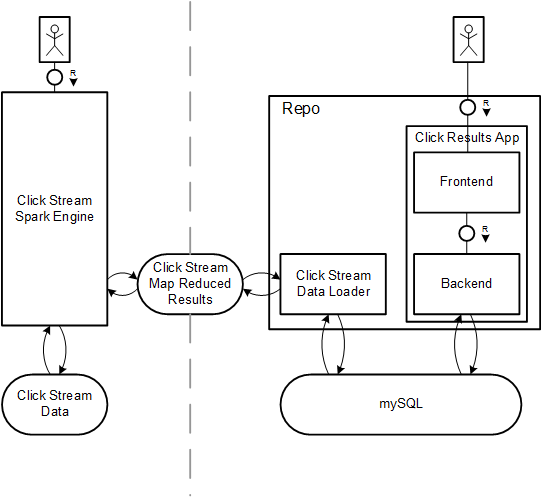 R
R
Repo
Click Results App
Frontend
Click Stream
Spark Engine
R
Click Stream
Map Reduced
Results
Click Stream
Data Loader
Backend
Click Stream
Data
mySQL